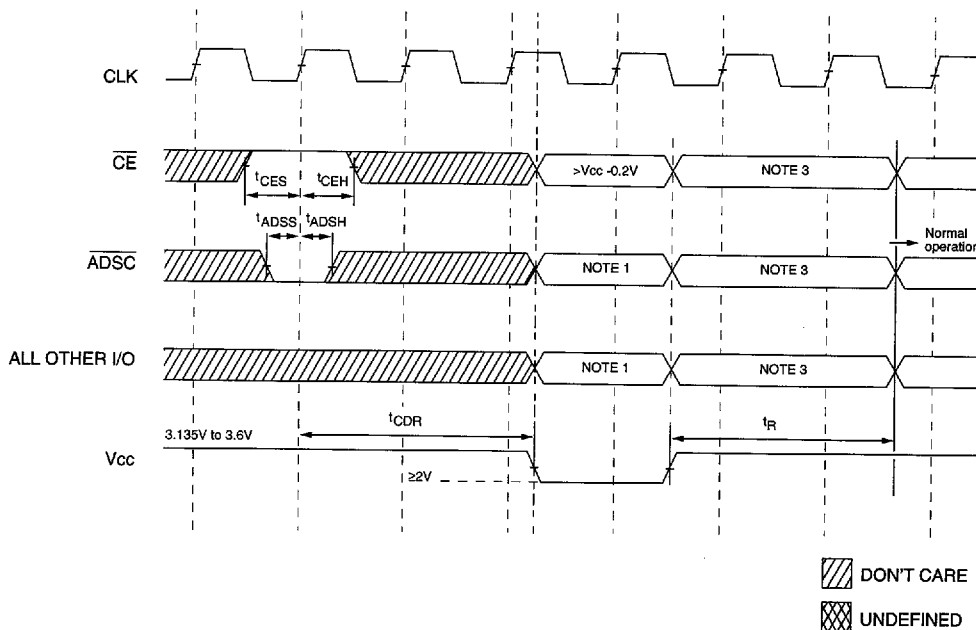 CLK
CE
tCES tCEH
>Vcc -0.2V
NOTE 3
tADSS tADSH
ADSC
NOTE 1
NOTE 3
Normal
operation
ALL OTHER I/O
NOTE 1
NOTE 3
tCDR
tR
3.135V to 3.6V
Vcc
≥2V
DON'T CARE
UNDEFINED